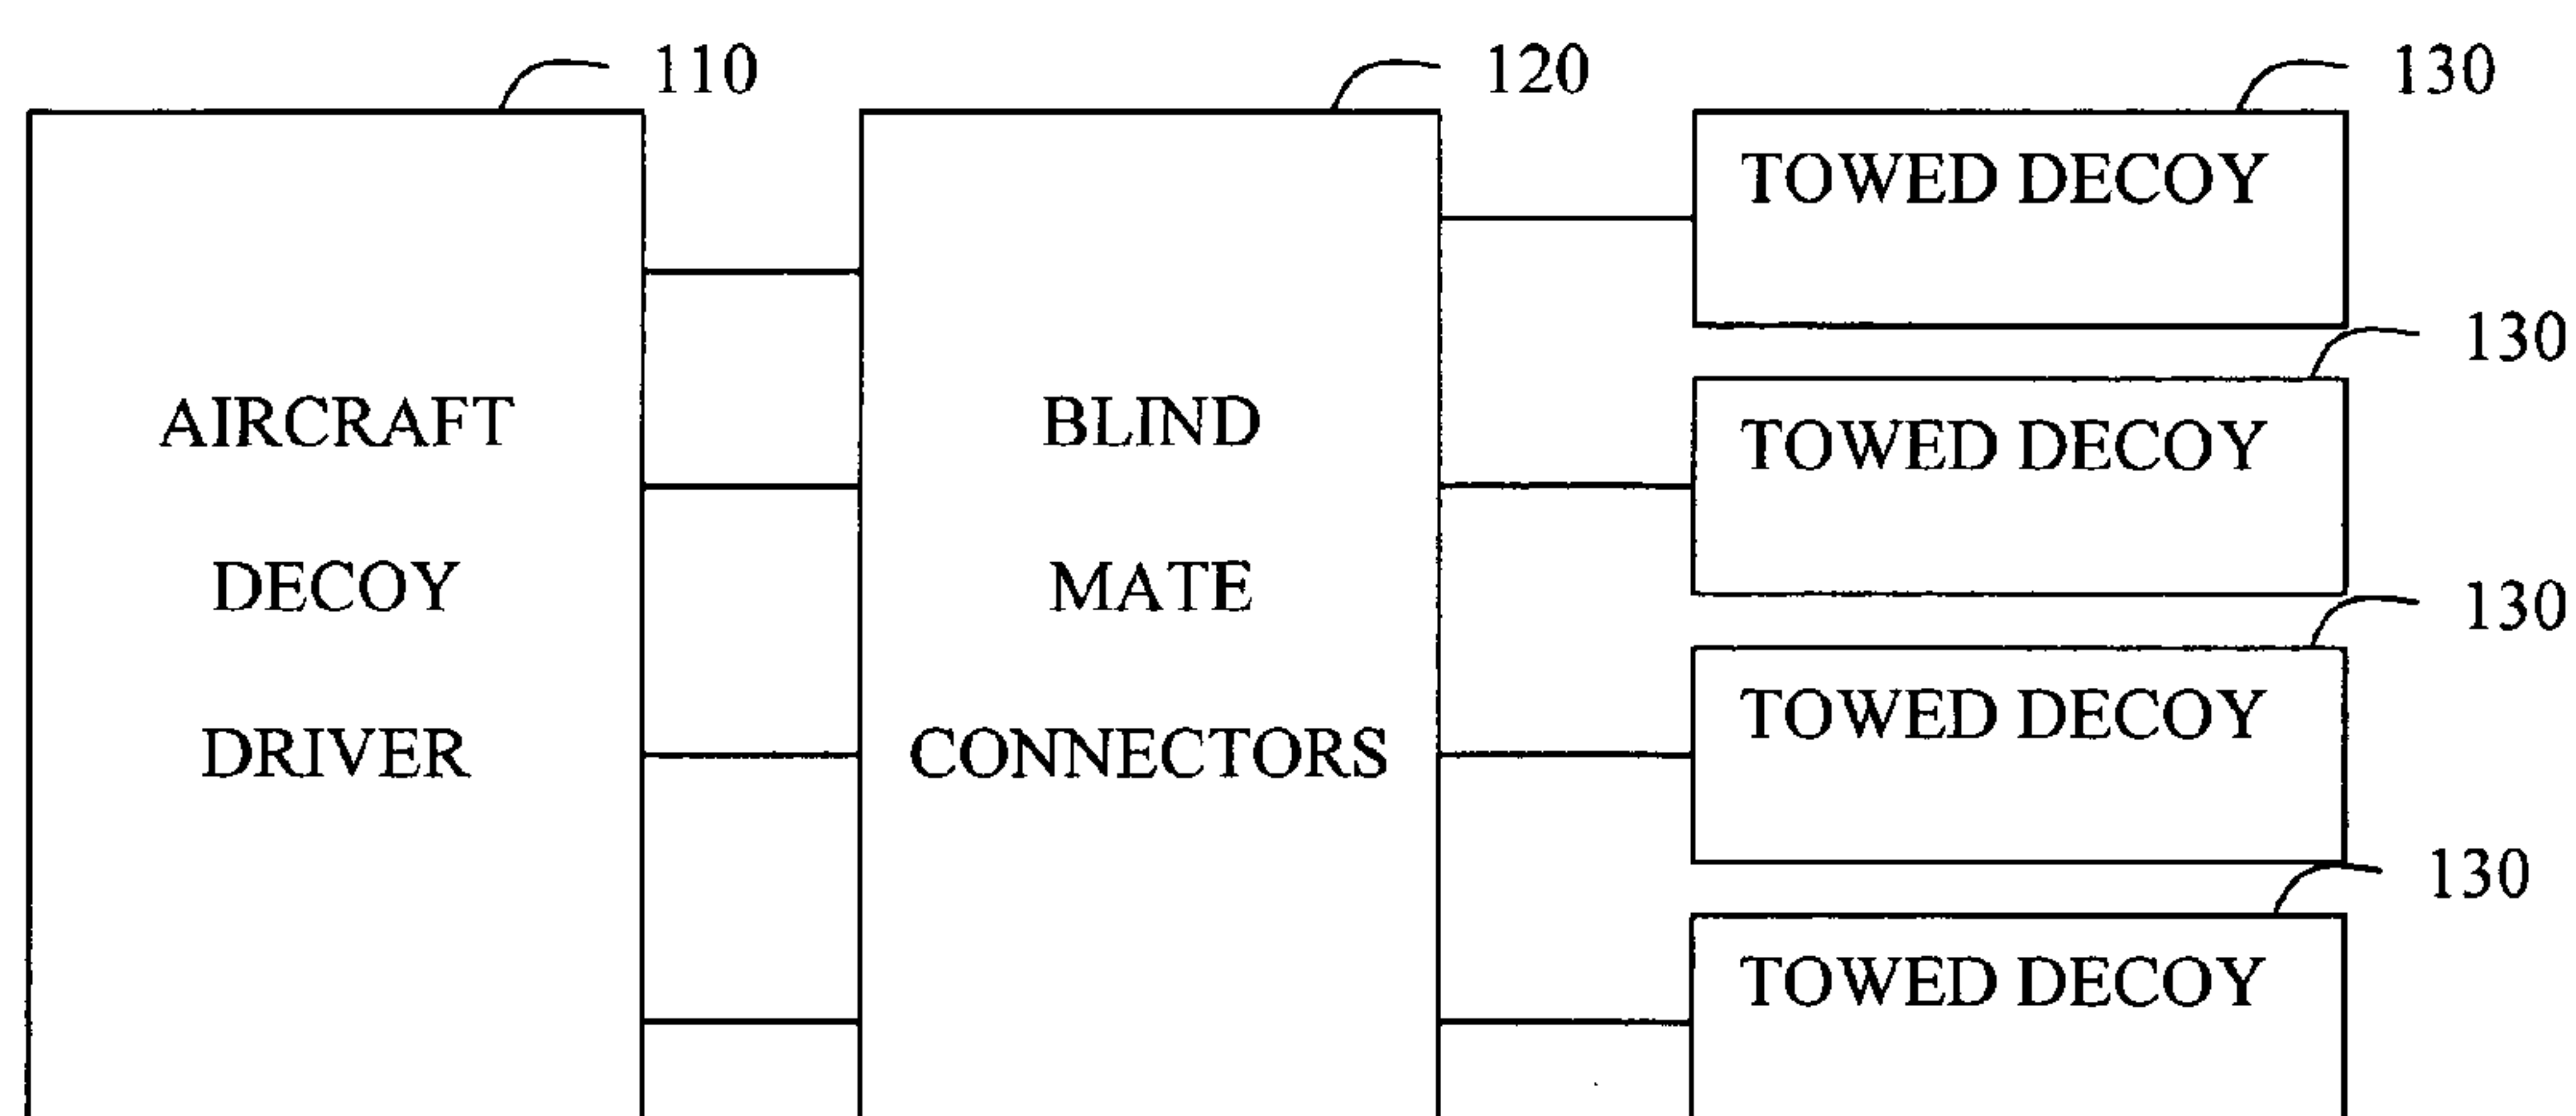 110
120
130
TOWED DECOY
130
AIRCRAFT
DECOY
DRIVER
BLIND
MATE
CONNECTORS
TOWED DECOY
130
TOWED DECOY
130
TOWED DECOY